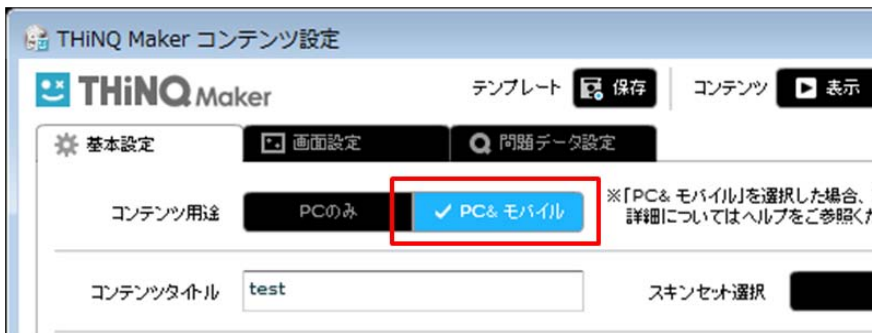 THiNQ Maker コンテンツ設定
THiNQ Maker テンプレート 保存 コンテンツ 表示
基本設定 画面設定 問題データ設定
コンテンツ用途 PCのみ PC& モバイル ※「PC& モバイル」を選択した場合、
詳細についてはヘルプをご参照くだ
コンテンツタイトル test スキンセット選択